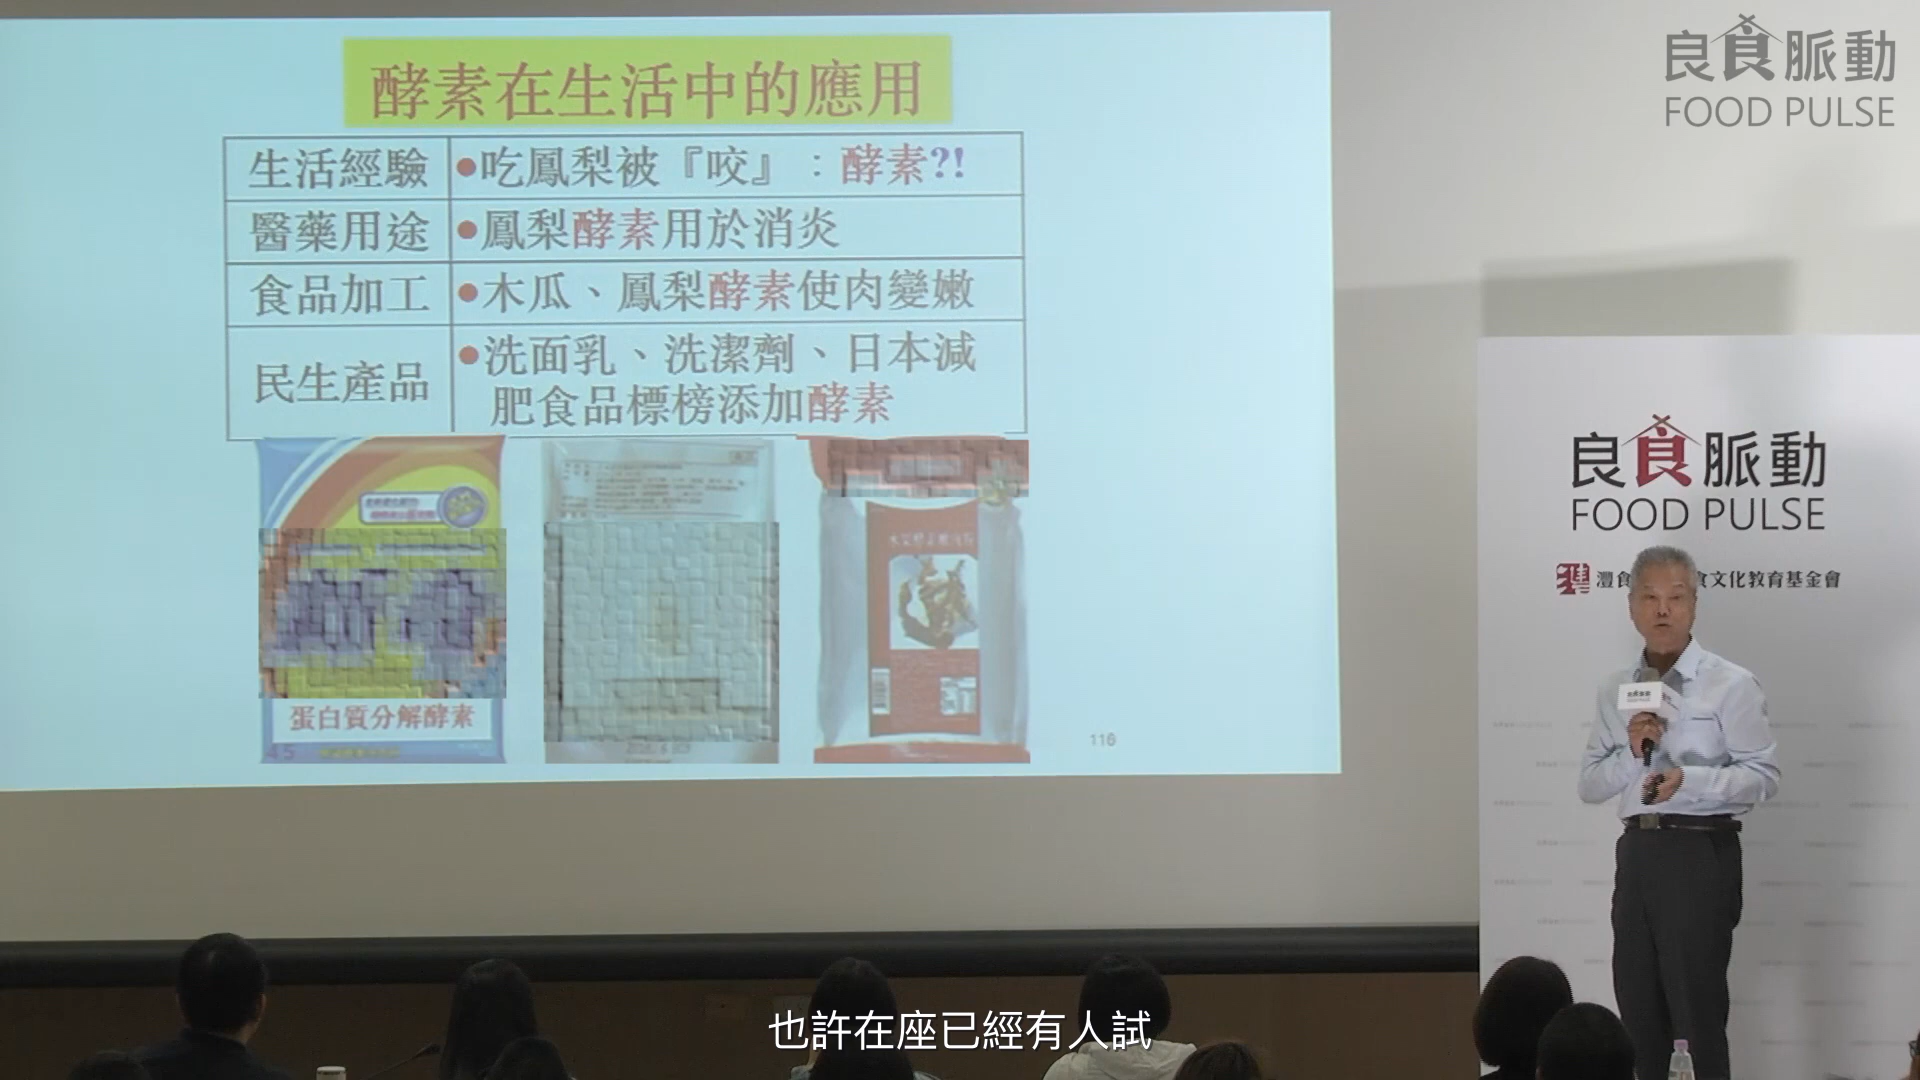 酵素在生活中的應用
生活經驗
●吃鳳梨被『咬』：酵素?!
醫藥用途
●鳳梨酵素用於消炎
食品加工
●木瓜、鳳梨酵素使肉變嫩
民生產品
●洗面乳、洗潔劑、日本減
肥食品標榜添加酵素
蛋白質分解酵素
45
116
良食脈動
FOOD PULSE
良食脈動
FOOD PULSE
灃食
食文化教育基金會
也許在座已經有人試